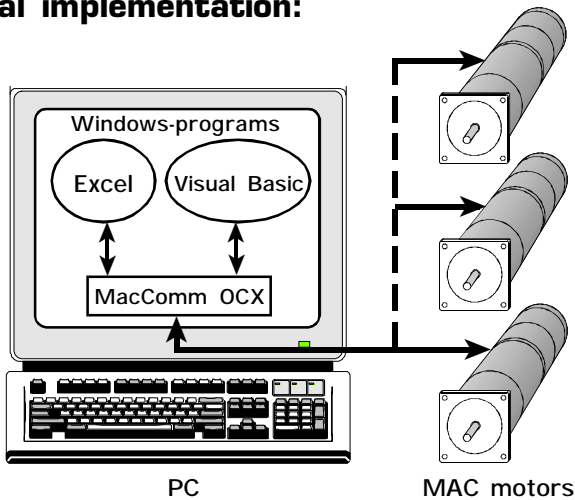 al implementation:
Windows-programs
Excel
Visual Basic
MacComm OCX
PC
MAC motors